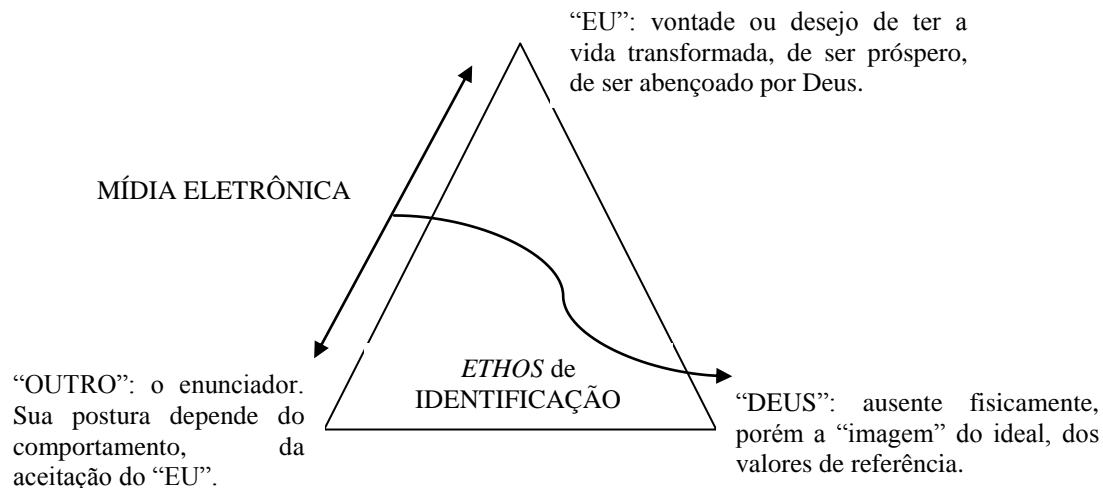 “EU”: vontade ou desejo de ter a
vida transformada, de ser próspero,
de ser abençoado por Deus.
MÍDIA ELETRÔNICA
ETHOS de
IDENTIFICAÇÃO
“OUTRO”: o enunciador.
Sua postura depende do
comportamento, da
aceitação do “EU”.
“DEUS”: ausente fisicamente,
porém a “imagem” do ideal, dos
valores de referência.